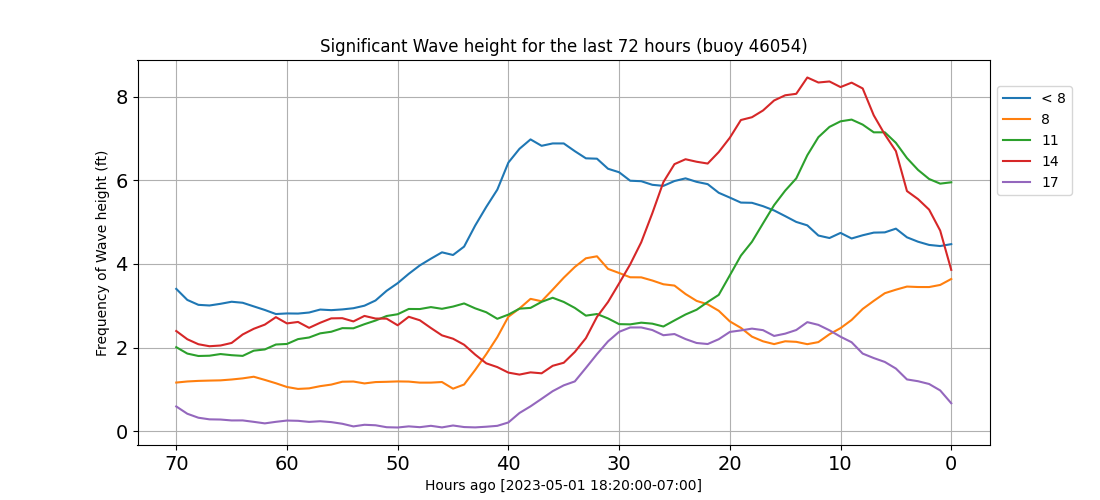 Significant Wave height for the last 72 hours (buoy 46054)
Frequency of Wave height (ft)
8
6
4
2
0
70 60 50 40 30 20 10 0
Hours ago [2023-05-01 18:20:00-07:00]
< 8
8
11
14
17